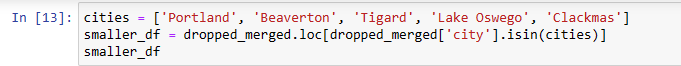 In [13]: cities = ['Portland', 'Beaverton', 'Tigard', 'Lake Oswego', 'Clackmas']
smaller_df = dropped_merged.loc[dropped_merged['city'].isin(cities)]
smaller_df